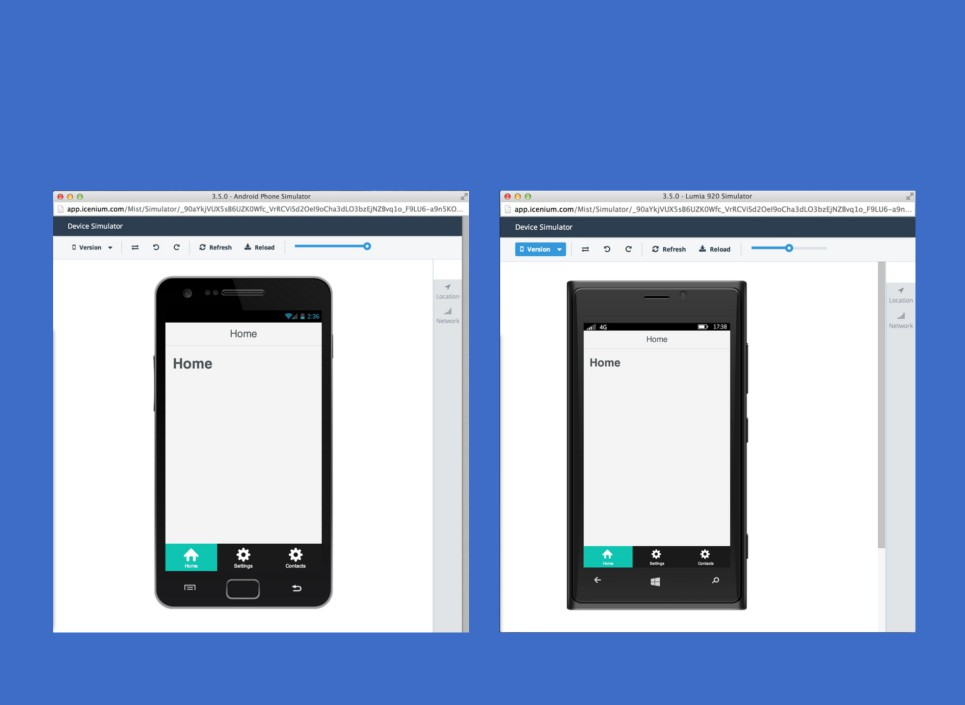 3.5.0 - Android Phone Simulator
app.icenium.com/Mist/Simulator/_90aYkjVUX5s86UZK0Wfc_VrRCViSd2OeI9oCha3dLO3bzEjNZ8vq1o_F9LU6-a9n5KO...
Device Simulator
Version
Refresh
Reload
Location
Network
2:36
Home
Home
Home
Settings
Contacts
3.5.0 - Lumia 920 Simulator
app.icenium.com/Mist/Simulator/_90aYkjVUX5s86UZK0Wfc_VrRCViSd2OeI9oCha3dLO3bzEjNZ8vq1o_F9LU6-a9n...
Device Simulator
Version
Refresh
Reload
Location
Network
4G
17:38
Home
Home
Home
Settings
Contacts